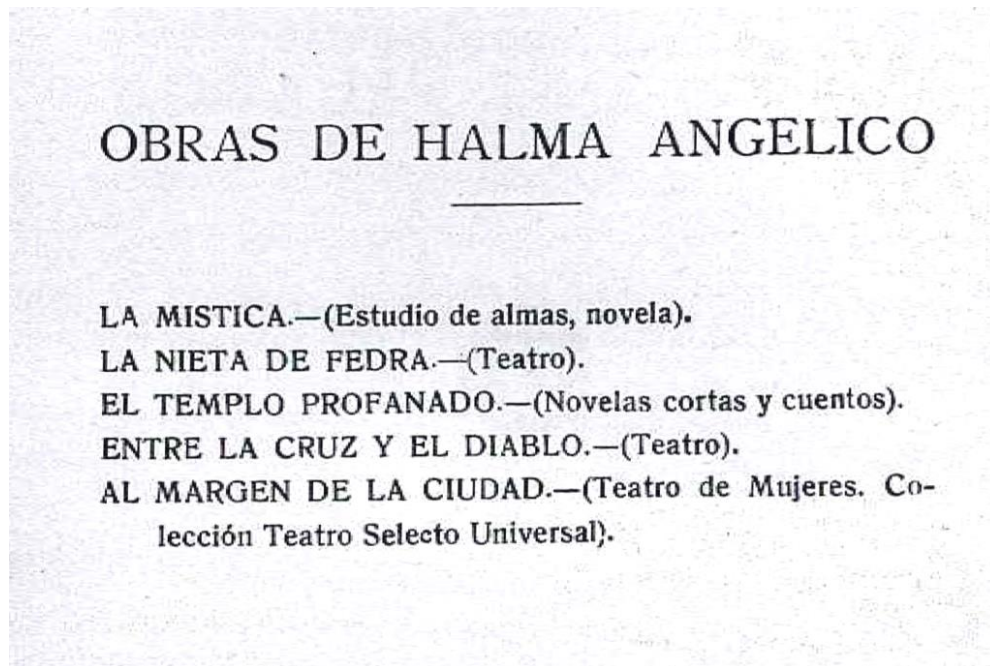 OBRAS DE HALMA ANGELICO
LA MISTICA.—(Estudio de almas, novela).
LA NIETA DE FEDRA.—(Teatro).
EL TEMPLO PROFANADO.—(Novelas cortas y cuentos).
ENTRE LA CRUZ Y EL DIABLO.—(Teatro).
AL MARGEN DE LA CIUDAD.—(Teatro de Mujeres. Co-
lección Teatro Selecto Universal).